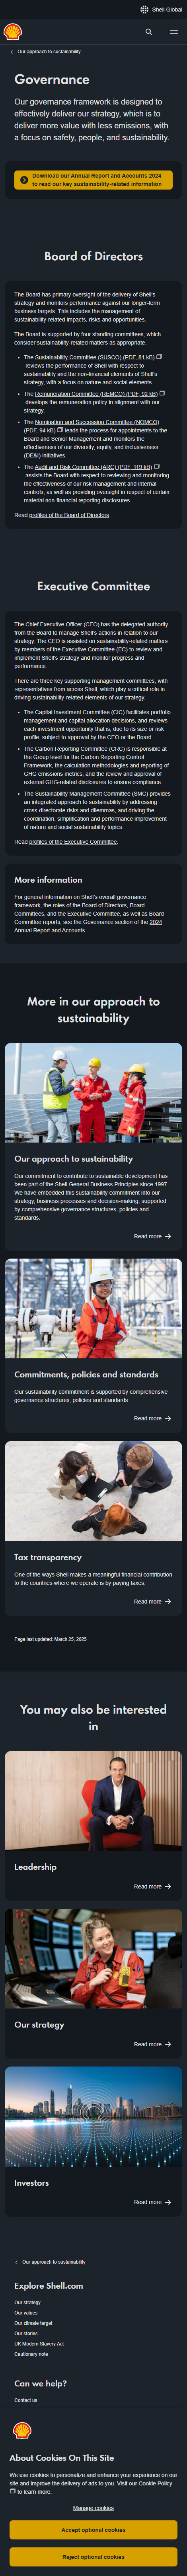 Shell Global
Our approach to sustainability
Governance
Our governance framework is designed to
effectively deliver our strategy, which is to
deliver more value with less emissions, with
a focus on safety, people, and sustainability.
Download our Annual Report and Accounts 2024
to read our key sustainability-related information
Board of Directors
The Board has primary oversight of the delivery of Shell's
strategy and monitors performance against our longer-term
business targets. This includes the management of
sustainability-related impacts, risks and opportunities.
The Board is supported by four standing committees, which
consider sustainability-related matters as appropriate.
The Sustainability Committee (SUSCO) (PDF, 81 kB)
reviews the performance of Shell with respect to
sustainability and the non-financial elements of Shell's
strategy, with a focus on safety and social elements.
The Remuneration Committee (REMCO) (PDF, 92 kB)
develops the remuneration policy in alignment with our
strategy.
The Nomination and Succession Committee (NOMCO)
(PDF, 94 kB) leads the process for appointments to the
Board and Senior Management and monitors the
effectiveness of our diversity, equity, and inclusiveness
(DE&I) initiatives.
The Audit and Risk Committee (ARC) (PDF, 119 kB)
assists the Board with respect to reviewing and monitoring
the effectiveness of our risk management and internal
controls, as well as providing oversight in respect of certain
material non-financial reporting disclosures.
Read profiles of the Board of Directors.
Executive Committee
The Chief Executive Officer (CEO) has the delegated authority
from the Board to manage Shell's actions in relation to our
strategy. The CEO is assisted on sustainability-related matters
by members of the Executive Committee (EC) to review and
implement Shell's strategy and monitor progress and
performance.
There are three key supporting management committees, with
representatives from across Shell, which play a critical role in
driving sustainability-related elements of our strategy:
The Capital Investment Committee (CIC) facilitates portfolio
management and capital allocation decisions, and reviews
each investment opportunity that is, due to its size or risk
profile, subject to approval by the CEO or the Board.
The Carbon Reporting Committee (CRC) is responsible at
the Group level for the Carbon Reporting Control
Framework, the calculation methodologies and reporting of
GHG emissions metrics, and the review and approval of
external GHG-related disclosures to ensure compliance.
The Sustainability Management Committee (SMC) provides
an integrated approach to sustainability by addressing
cross-directorate risks and dilemmas, and driving the
action, coordination and continuous improvement
of nature and social sustainability topics.
Read profiles of the Executive Committee.
More information
For general information on Shell's overall governance
framework, the roles of the Board of Directors, Board
Committees, and the Executive Committee, as well as Board
Committee reports, see the Governance section of the 2024
Annual Report and Accounts.
More in our approach to
sustainability
Our approach to sustainability
Our commitment to contribute to sustainable development has
been part of the Shell General Business Principles since 1997.
We have embedded this sustainability commitment into our
strategy, business processes and decision-making, supported
by comprehensive governance structures, policies and
standards.
Read more
Commitments, policies and standards
Our sustainability commitment is supported by comprehensive
governance structures, policies and standards.
Read more
Tax transparency
One of the ways Shell makes a meaningful financial contribution
to the countries where we operate is by paying taxes.
Read more
Page last updated: March 25, 2025
You may also be interested
in
Leadership
Read more
Our strategy
Read more
Investors
Read more
Our approach to sustainability
Explore Shell.com
Our strategy
Our values
Our climate target
Our stories
UK Modern Slavery Act
Cautionary note
Can we help?
Contact us
About Cookies On This Site
We use cookies to personalize and enhance your experience on our
site and improve the delivery of ads to you. Visit our Cookie Policy
to learn more.
Manage cookies
Accept optional cookies
Reject optional cookies